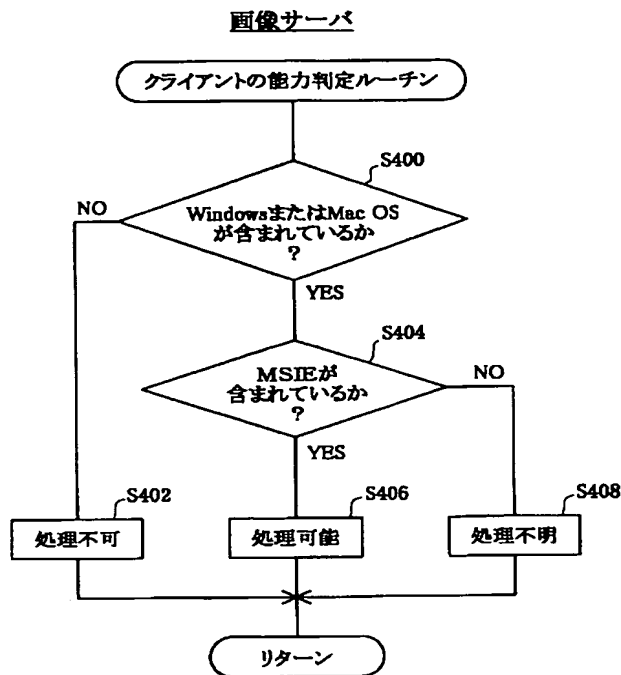 画像サーバ
クライアントの能力判定ルーチン
S400
NO
WindowsまたはMac OS
が含まれているか
?
YES
S404
MSIEが
含まれているか
?
NO
YES
S402
処理不可
S406
処理可能
S408
処理不明
リターン